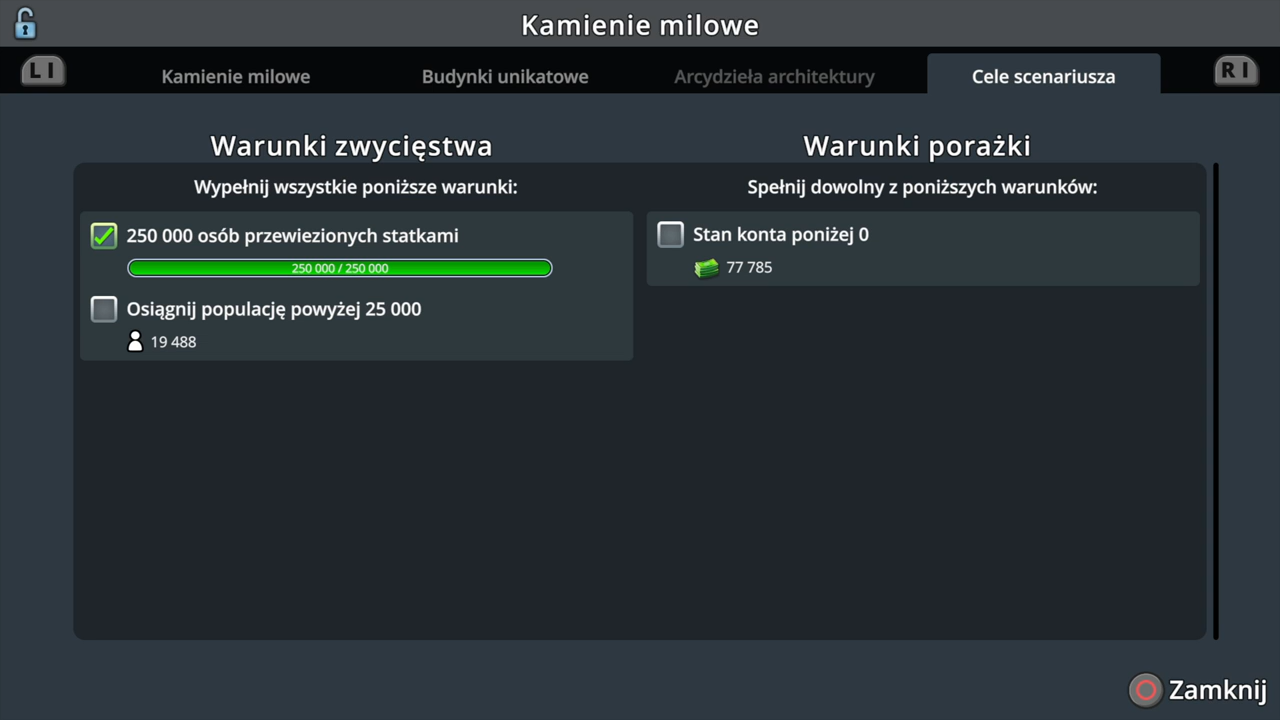 Kamienie milowe
L1
Kamienie milowe
Budynki unikatowe
Arcydzieła architektury
Cele scenariusza
R1
Warunki zwycięstwa
Wypełnij wszystkie poniższe warunki:
250 000 osób przewiezionych statkami
250 000 / 250 000
Osiągnij populację powyżej 25 000
19 488
Warunki porażki
Spełnij dowolny z poniższych warunków:
Stan konta poniżej 0
77 785
Zamknij